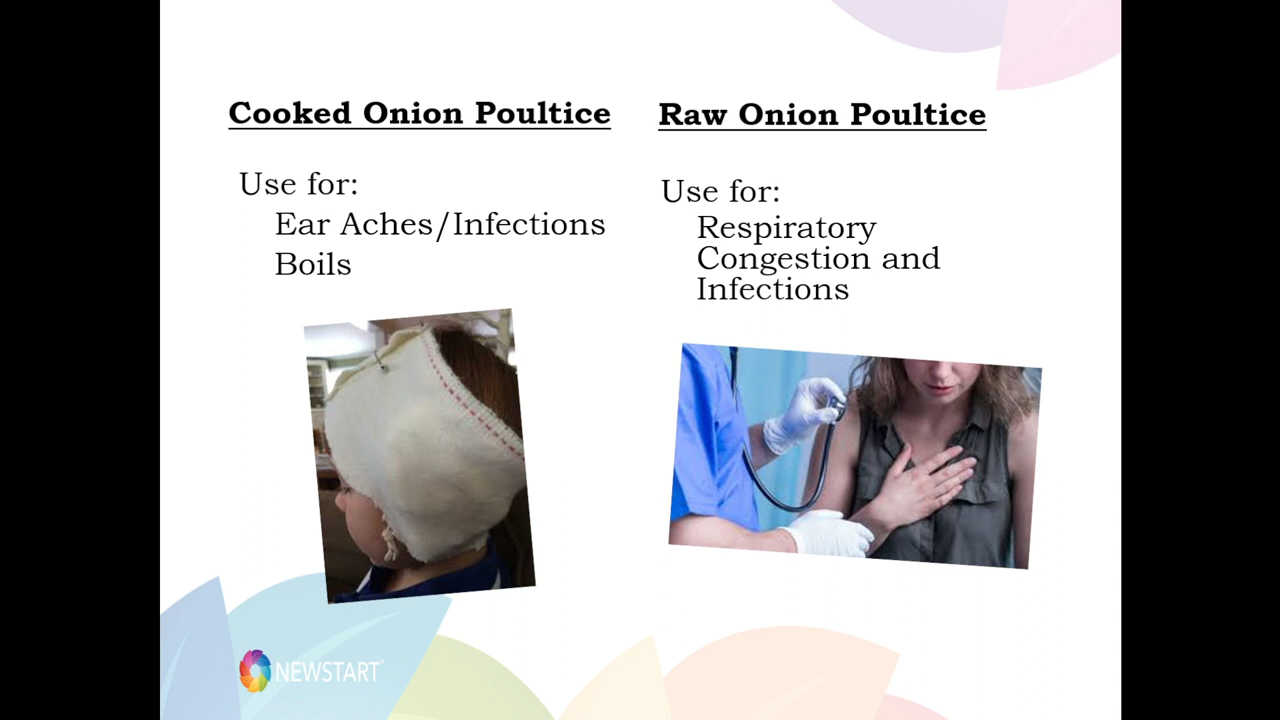 Cooked Onion Poultice
Use for:
Ear Aches/Infections
Boils
Raw Onion Poultice
Use for:
Respiratory
Congestion and
Infections
NEWSTART